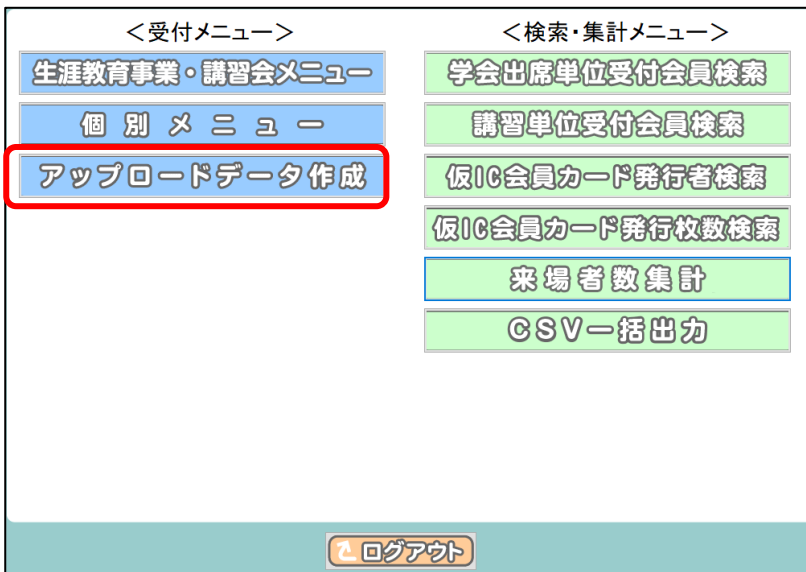 <受付メニュー>
生涯教育事業・講習会メニュー
個別メニュー
アップロードデータ作成
<検索・集計メニュー>
学会出席単位受付会員検索
講習単位受付会員検索
仮IC会員カード発行者検索
仮IC会員カード発行枚数検索
来場者数集計
CSV一括出力
ログアウト